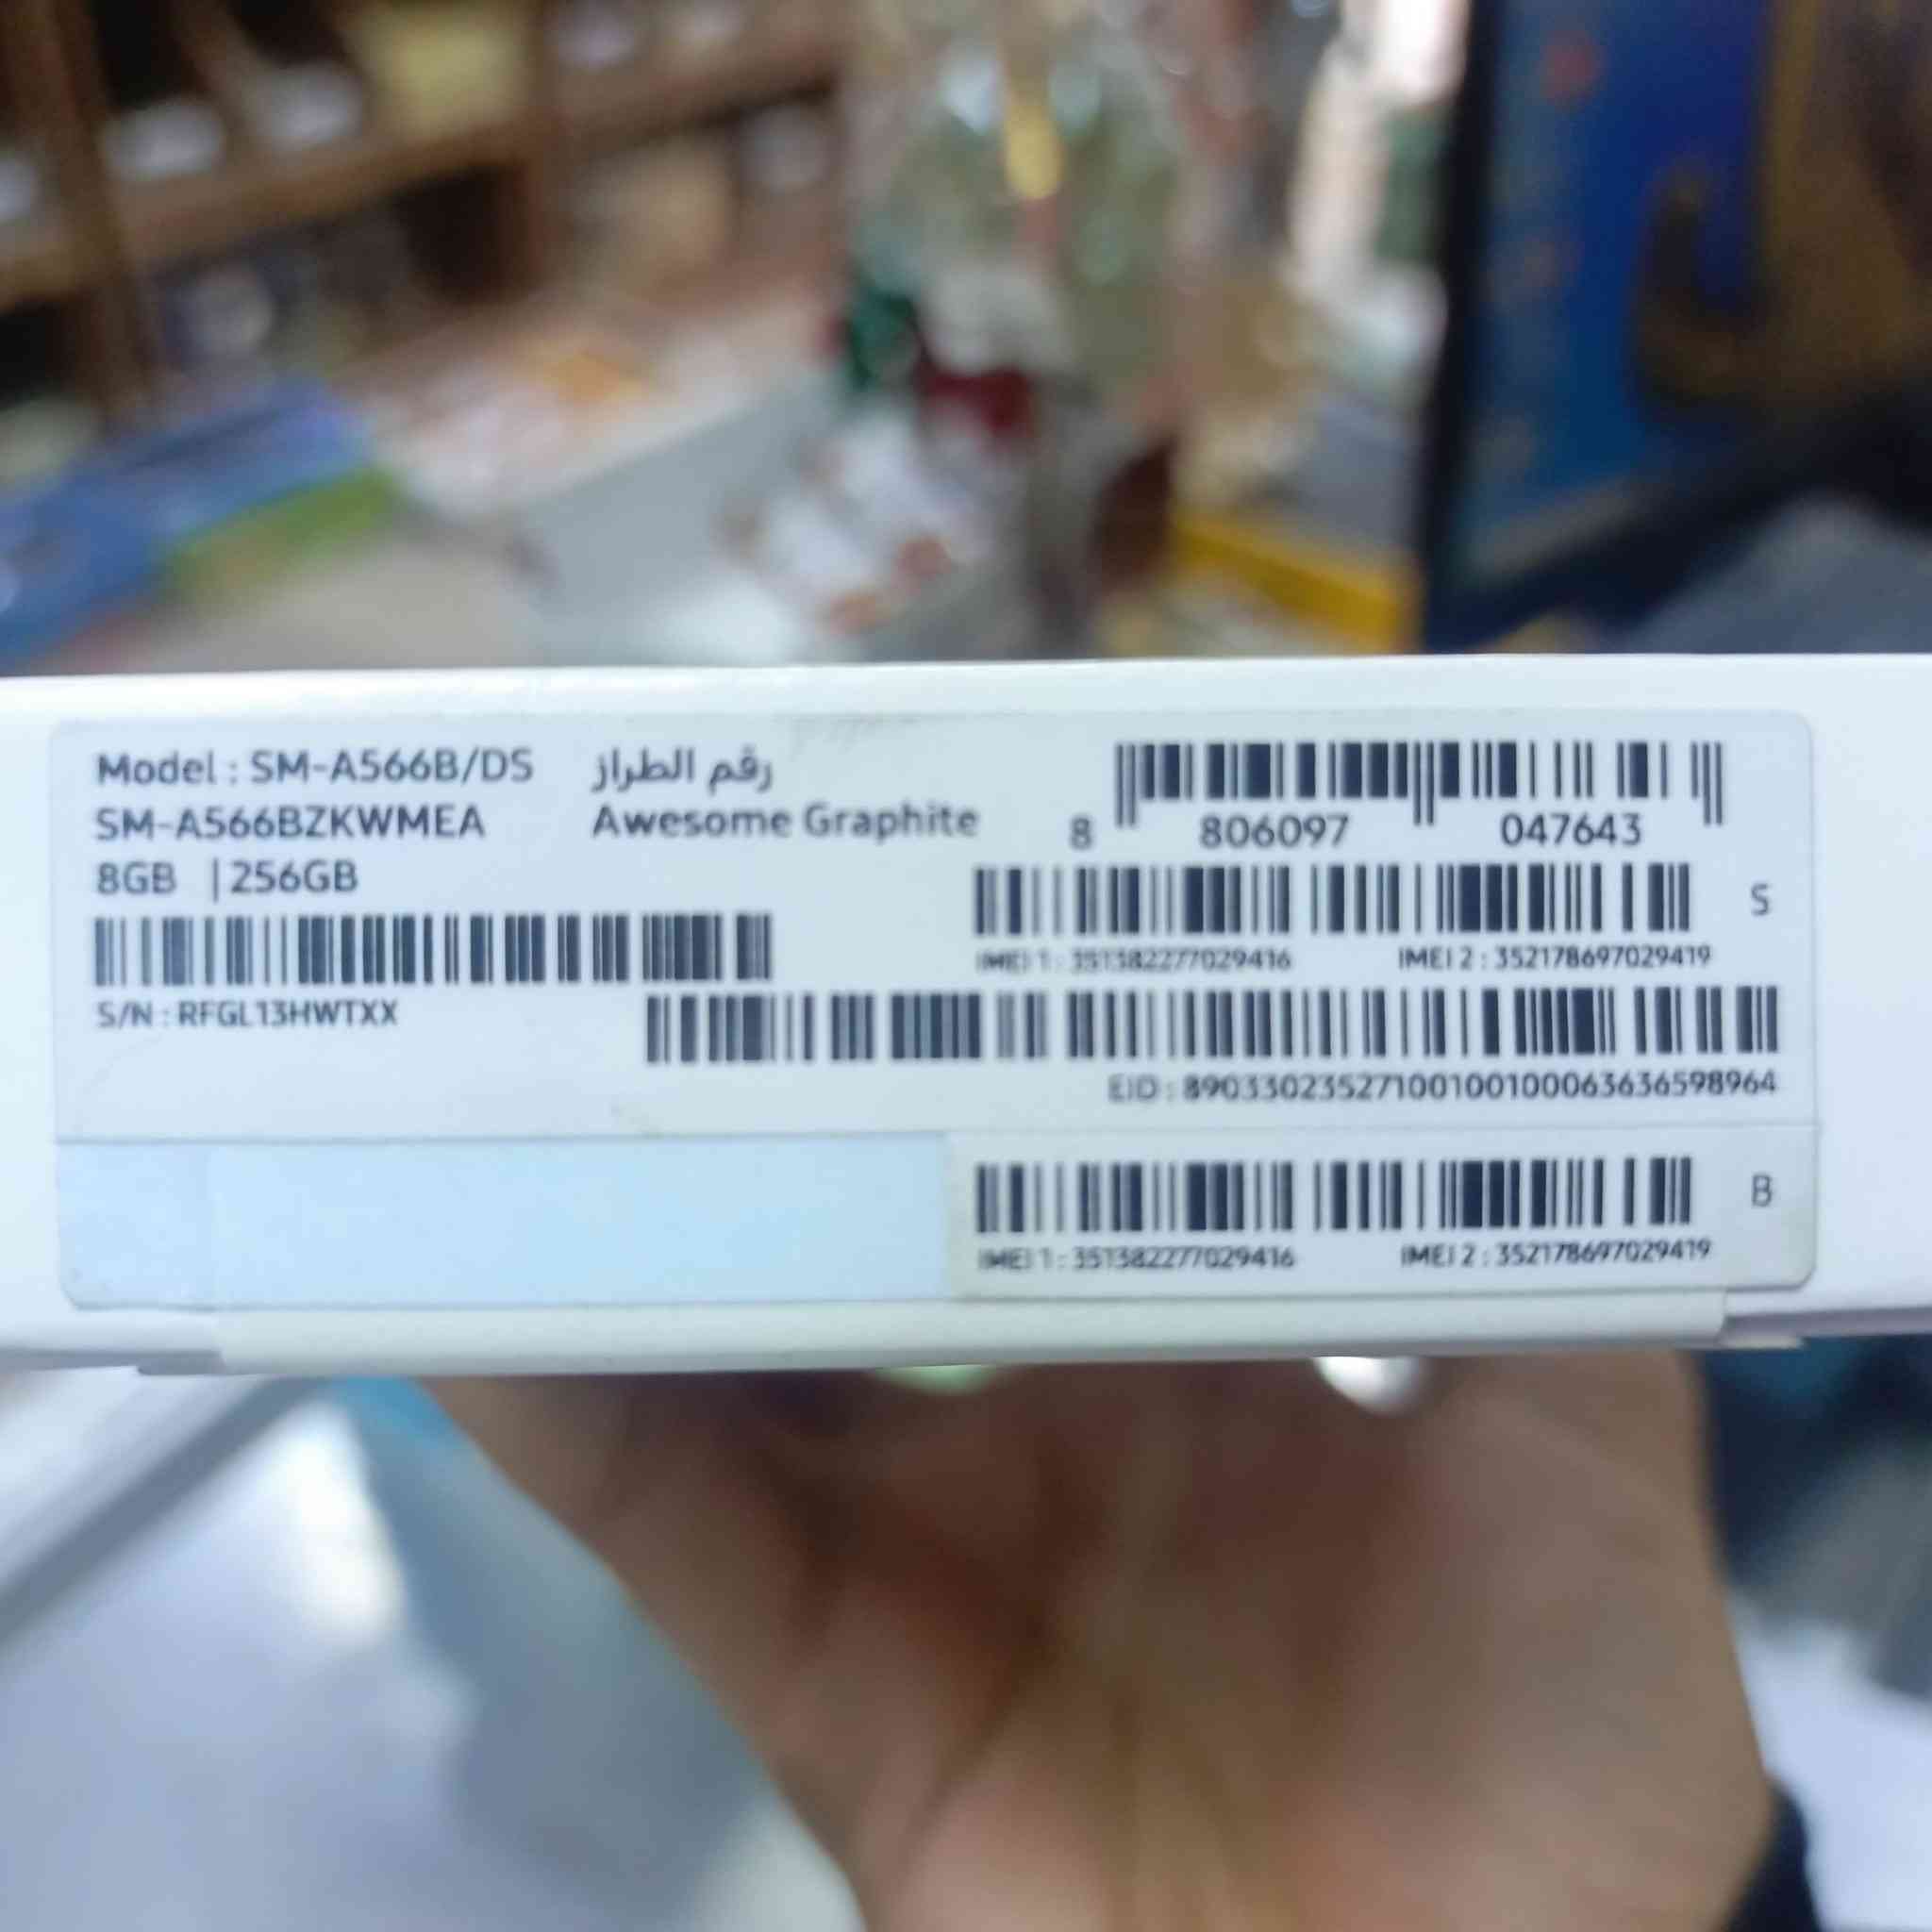 Model : SM-A566B/DS رقم الطراز
SM-A566BZKWMEA Awesome Graphite
8GB | 256GB
8 806097 047643
S
IMEI 1 : 351382277029416 IMEI 2 : 352178697029419
S/N : RFGL13HWTXX
EID : 89033023527100100100063636598964
B
IMEI 1 : 351382277029416 IMEI 2 : 352178697029419